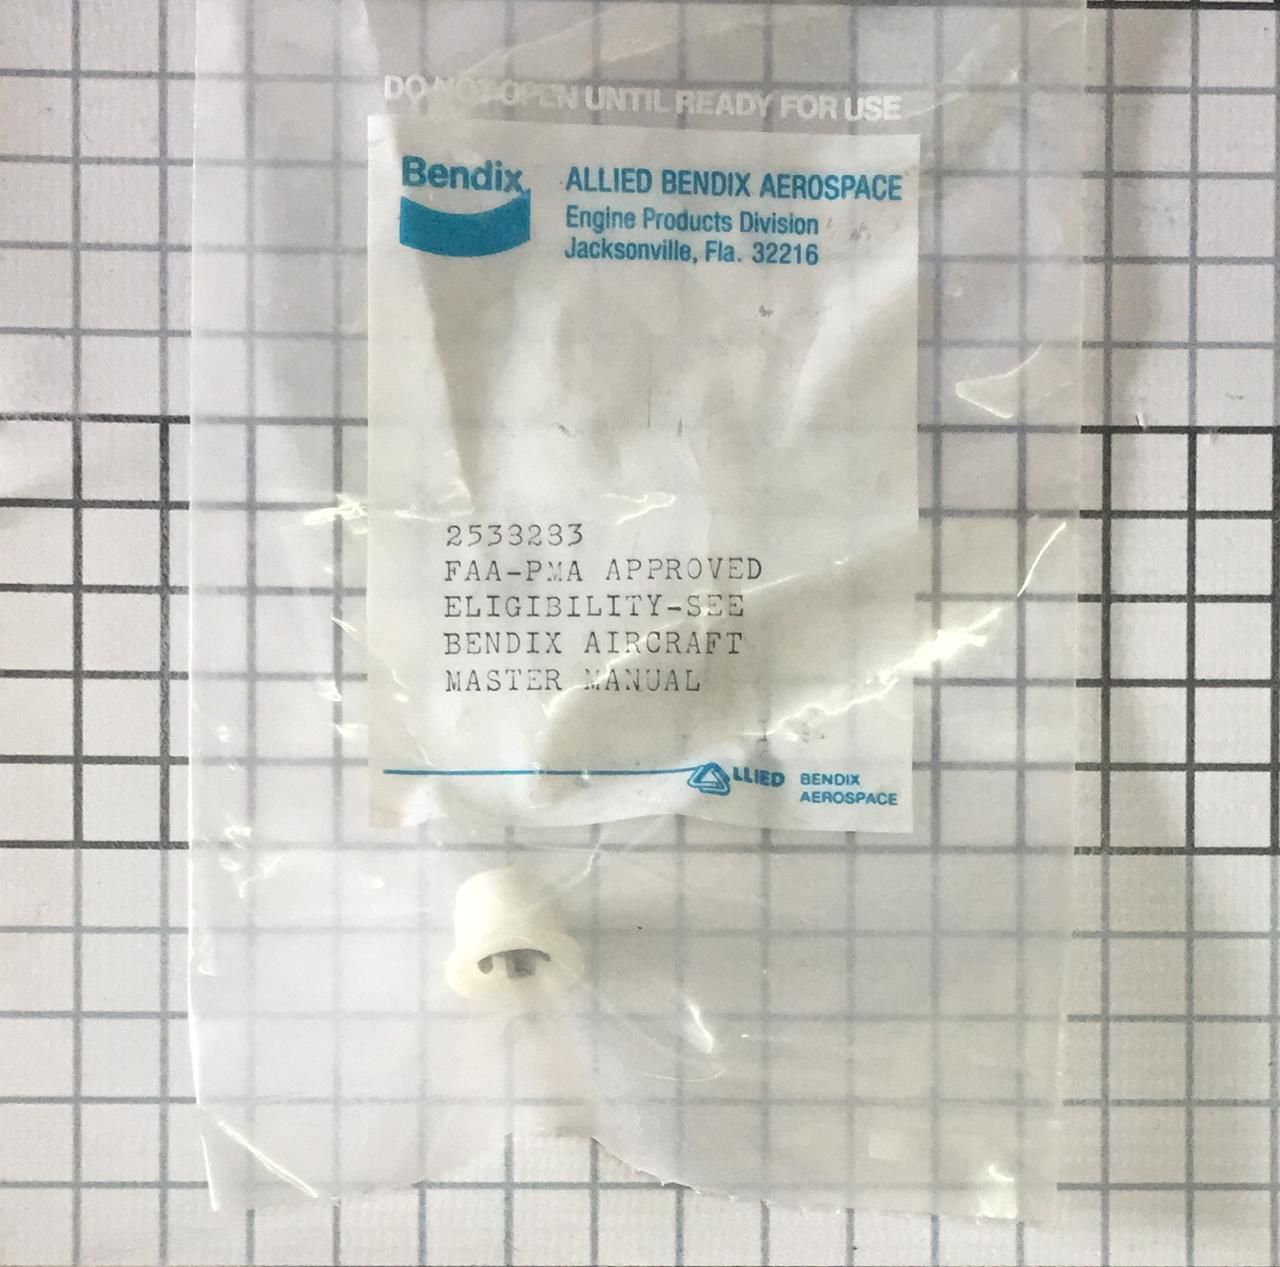 DO NOT OPEN UNTIL READY FOR USE
Bendix
ALLIED BENDIX AEROSPACE
Engine Products Division
Jacksonville, Fla. 32216
2538283
FAA-PMA APPROVED
ELIGIBILITY-SEE
BENDIX AIRCRAFT
MASTER MANUAL
ALLIED BENDIX
AEROSPACE